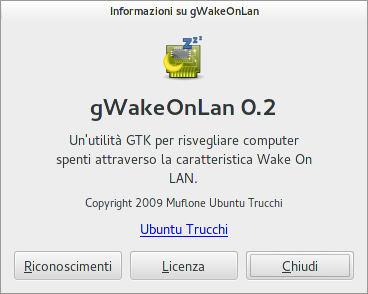 Informazioni su gWakeOnLan
zzz
gWakeOnLan 0.2
Un'utilità GTK per risvegliare computer
spenti attraverso la caratteristica Wake On
LAN.
Copyright 2009 Muflone Ubuntu Trucchi
Ubuntu Trucchi
Riconoscimenti
Licenza
Chiudi